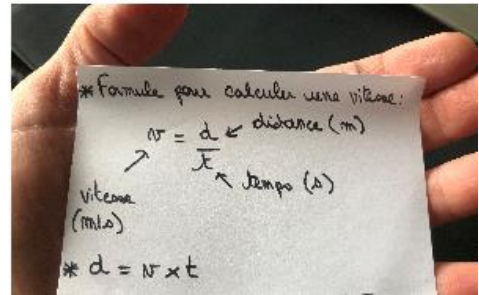 * Formule pour calculer une vitesse :
v = d/t ← distance (m)
↖ temps (s)
↗ vitesse
(m/s)
* d = v × t